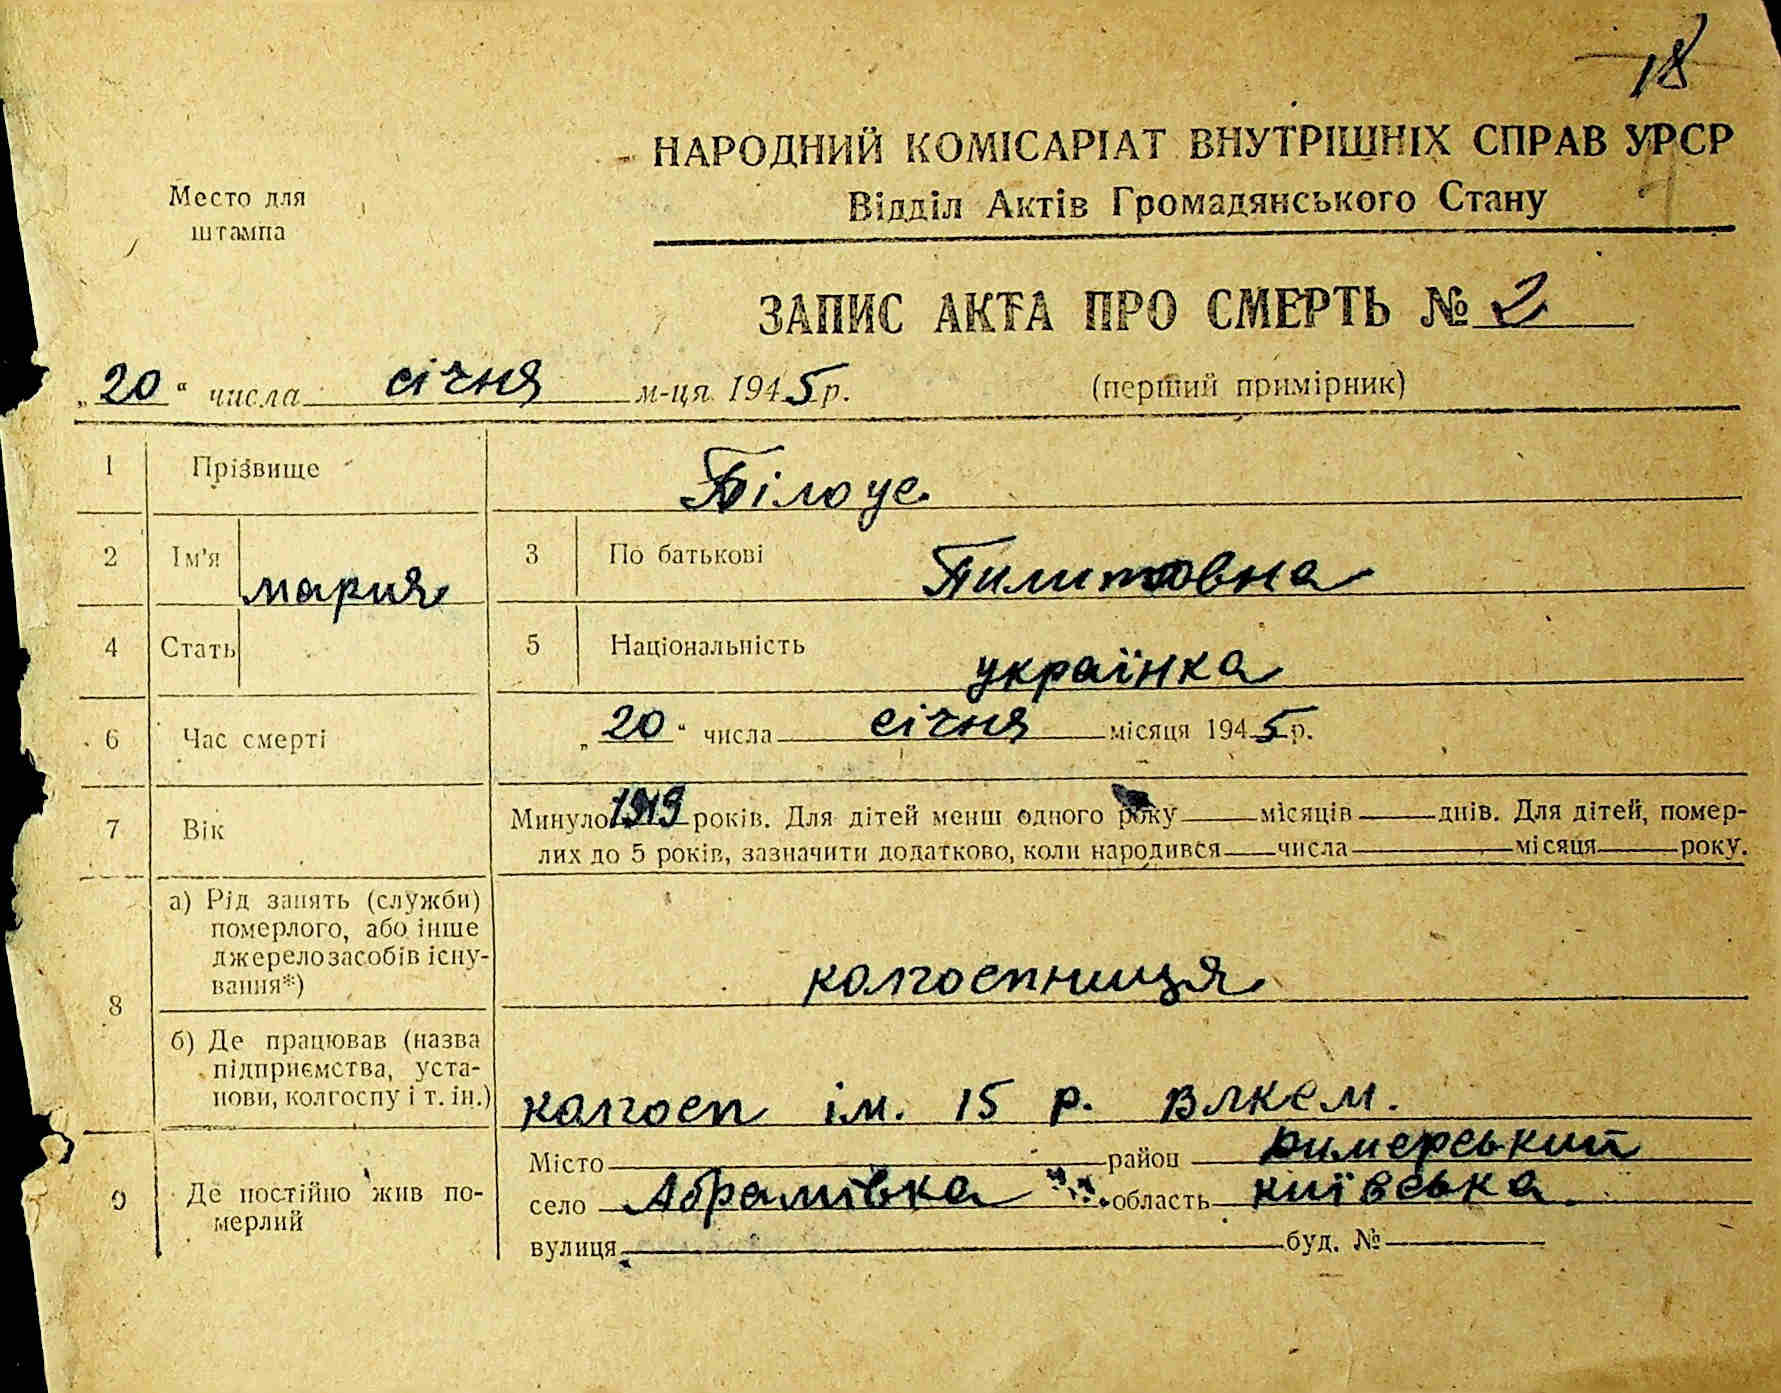 18
НАРОДНИЙ КОМІСАРІАТ ВНУТРІШНІХ СПРАВ УРСР
Відділ Актів Громадянського Стану
Место для
штампа
ЗАПИС АКТА ПРО СМЕРТЬ № 2
„20“ числа січня м-ця 1945 р.
(перший примірник)
1 Прізвище Білоус
2 Ім'я мария 3 По батькові Пилитовна
4 Стать 5 Національність українка
6 Час смерті „20“ числа січня місяця 1945 р.
7 Вік Минуло 1919 років. Для дітей менш одного року місяців днів. Для дітей, помер-
лих до 5 років, зазначити додатково, коли народився числа місяця року.
8 а) Рід занять (служби)
померлого, або інше
джерело засобів існу-
вання*) колгоспниця
б) Де працював (назва
підприємства, уста-
нови, колгоспу і т. ін.) колгосп ім. 15 р. влксм.
9 Де постійно жив по-
мерлий
Місто район Димерський
село Абрамівка область київська
вулиця буд. №